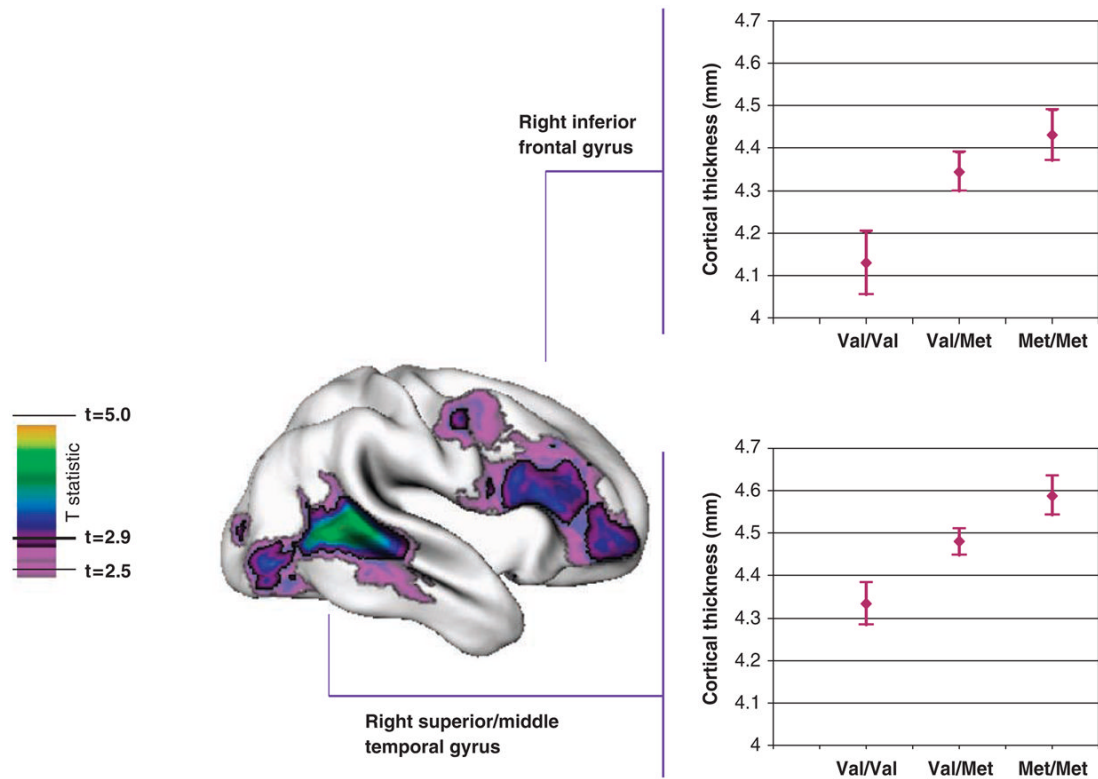 Right inferior
frontal gyrus
Cortical thickness (mm)
4.7
4.6
4.5
4.4
4.3
4.2
4.1
4
Val/Val Val/Met Met/Met
t=5.0
T statistic
t=2.9
t=2.5
Right superior/middle
temporal gyrus
Cortical thickness (mm)
4.7
4.6
4.5
4.4
4.3
4.2
4.1
4
Val/Val Val/Met Met/Met